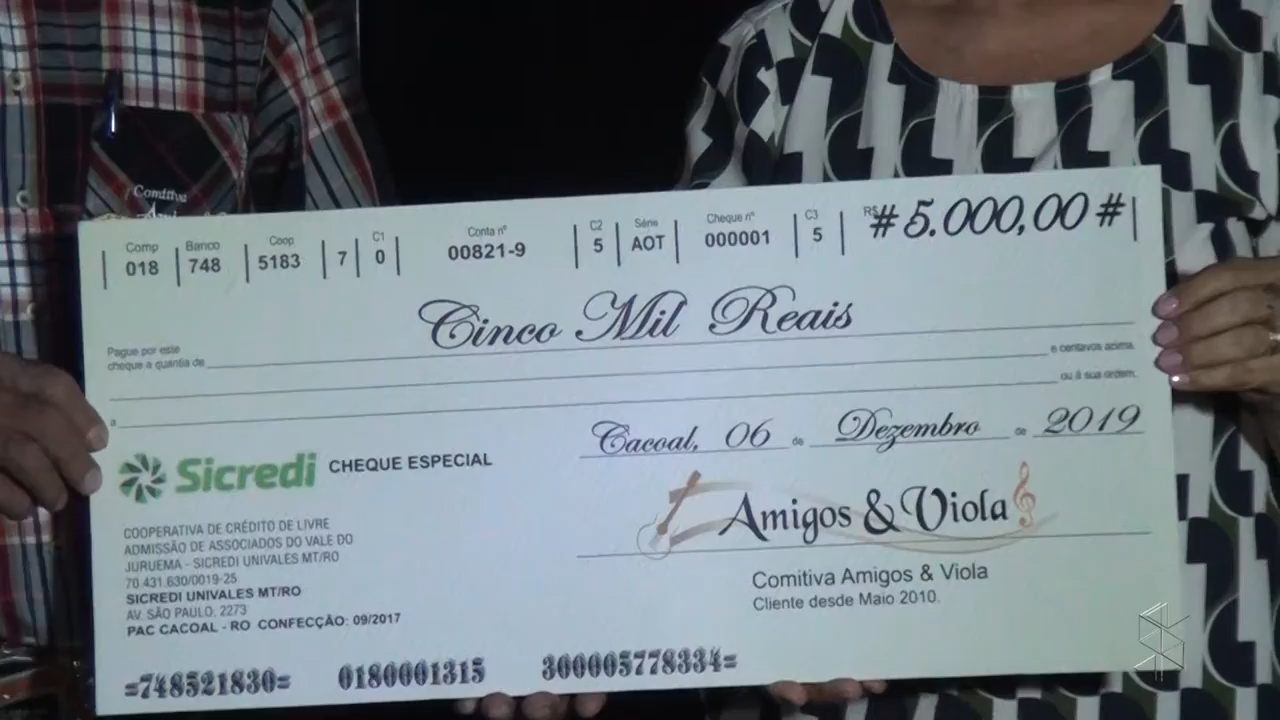 Comitiva
Comp Banco Coop C1 Conta nº C2 Série Cheque nº C3 R$
018 748 5183 7 0 00821-9 5 AOT 000001 5 #5.000,00#
Cinco Mil Reais
Pague por este
cheque a quantia de e centavos acima.
ou à sua ordem.
a
Cacoal, 06 de Dezembro de 2019
Sicredi CHEQUE ESPECIAL
Amigos & Viola
COOPERATIVA DE CRÉDITO DE LIVRE
ADMISSÃO DE ASSOCIADOS DO VALE DO
JURUEMA - SICREDI UNIVALES MT/RO
70.431.630/0019-25
SICREDI UNIVALES MT/RO
AV. SÃO PAULO, 2273
PAC CACOAL - RO CONFECÇÃO: 09/2017
Comitiva Amigos & Viola
Cliente desde Maio 2010.
=748521830= 0180001315 300005778334=